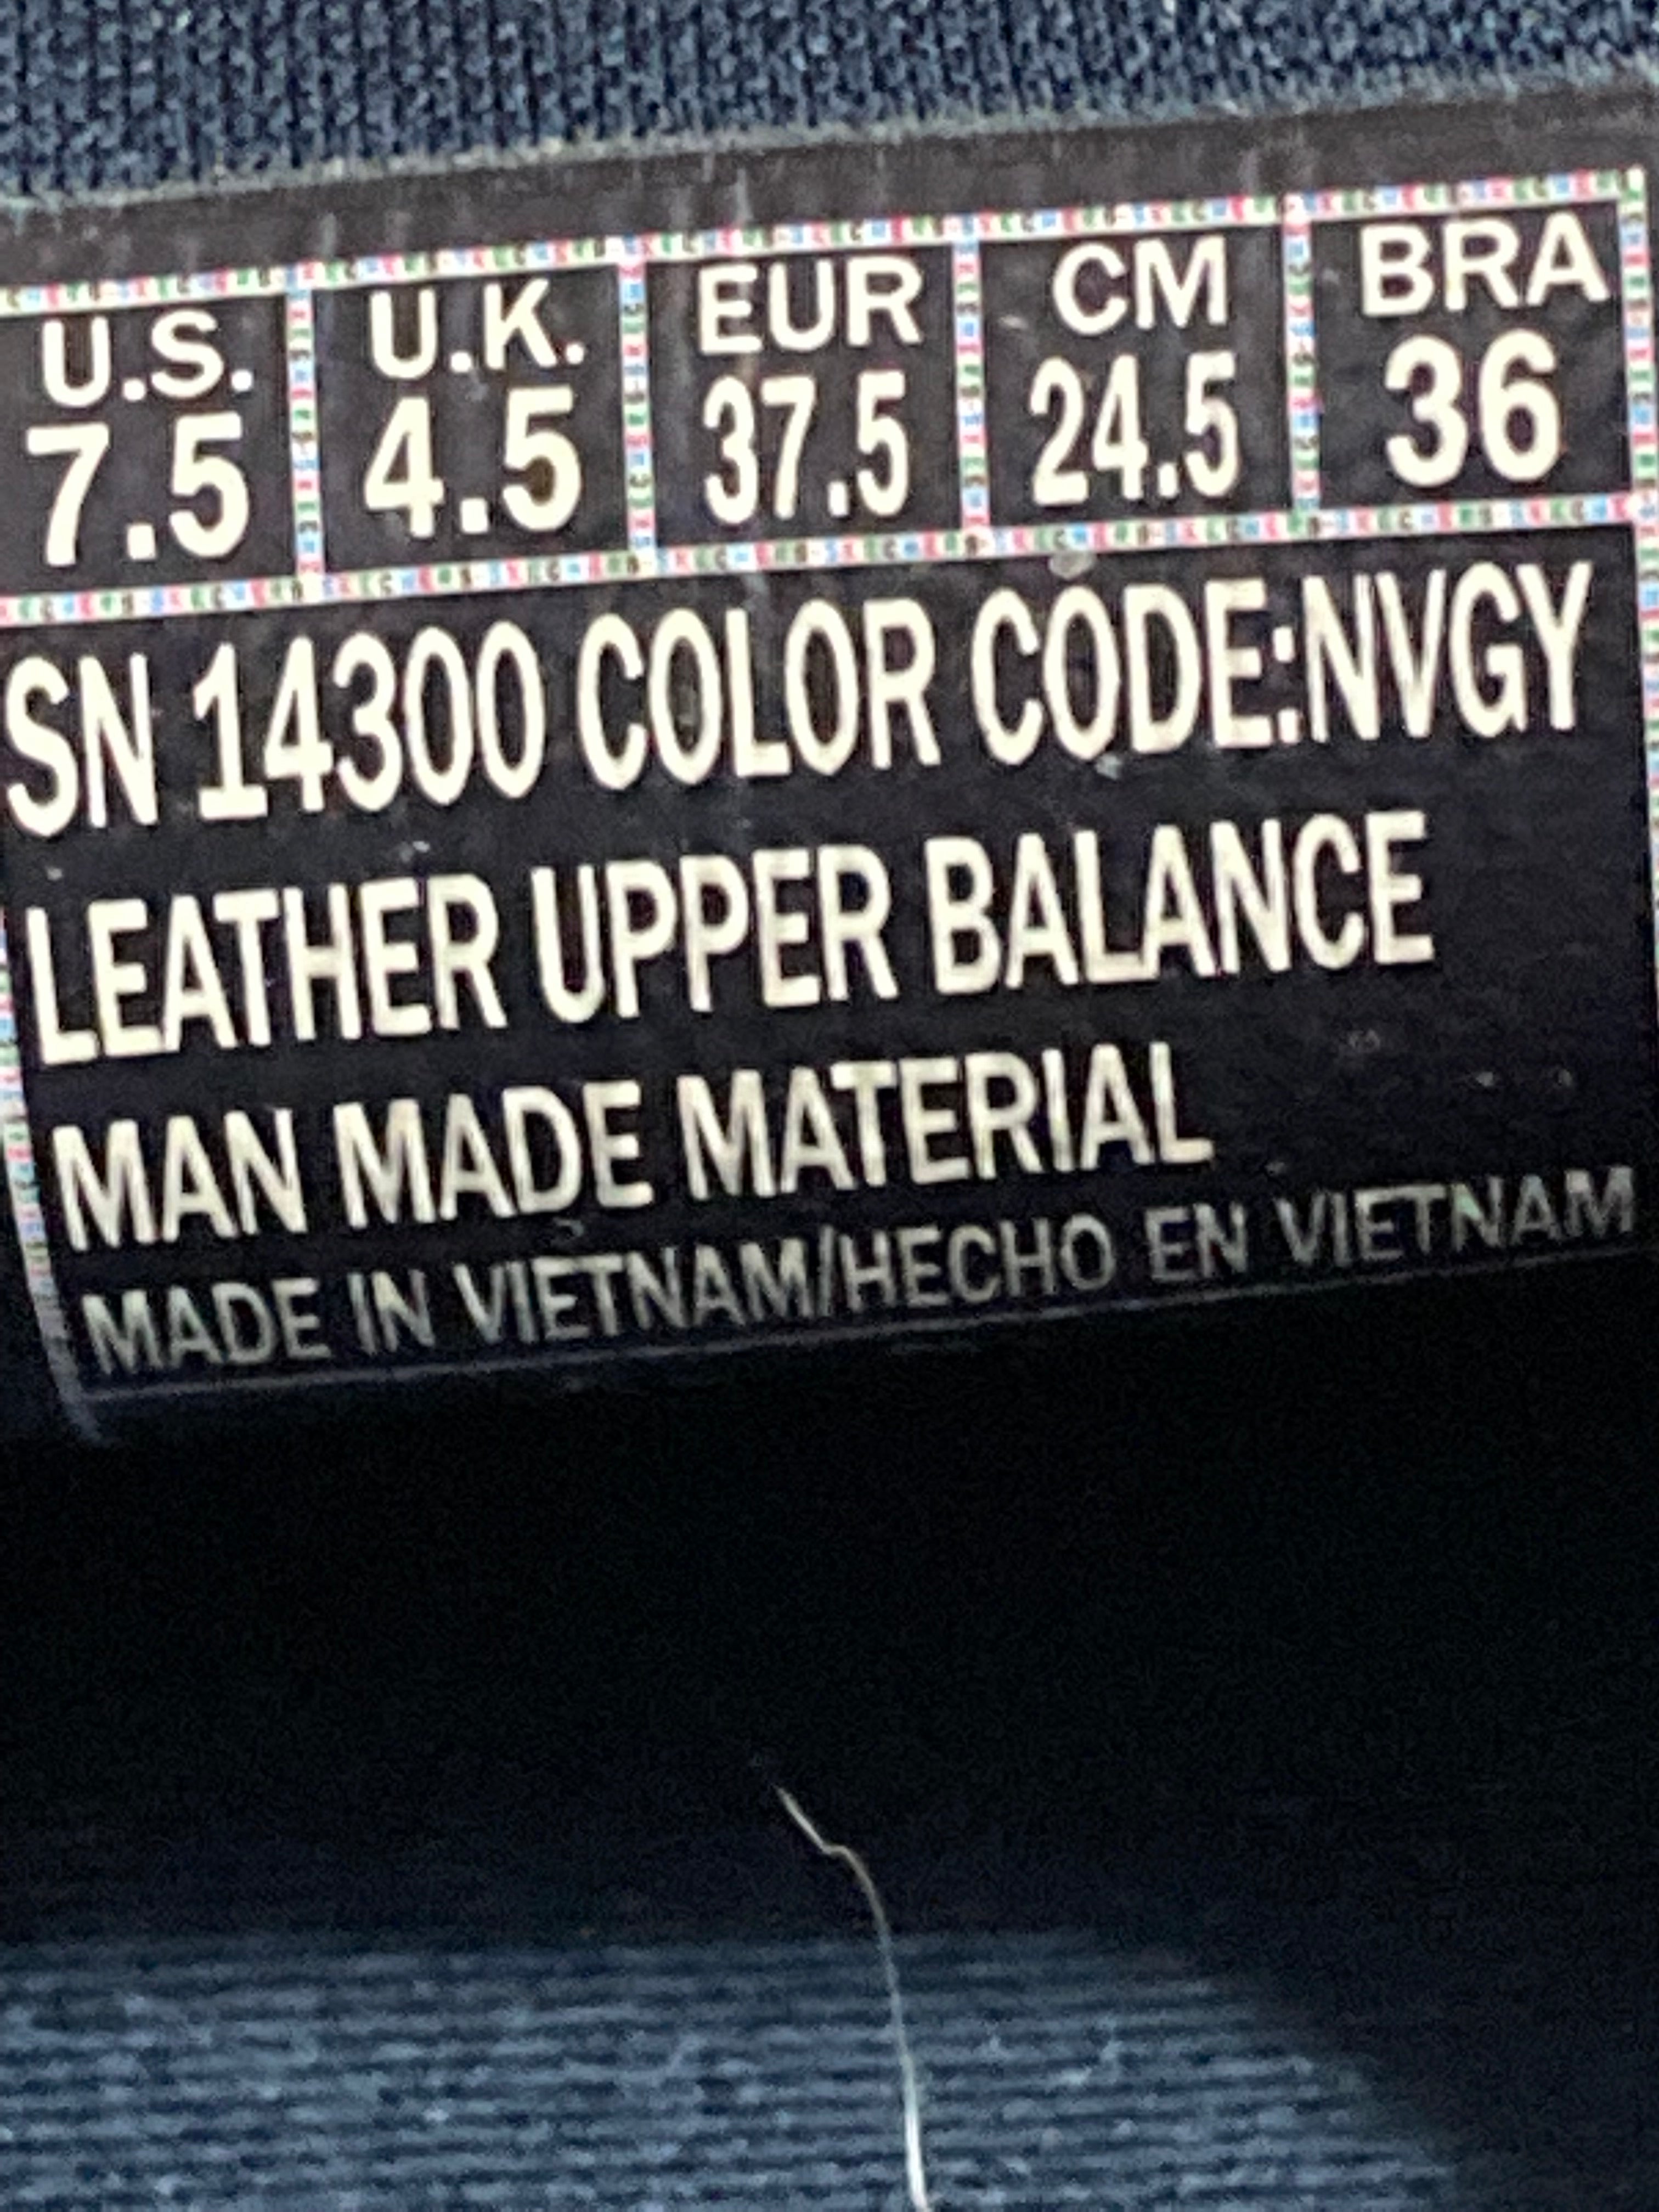 U.S. U.K. EUR CM BRA
7.5 4.5 37.5 24.5 36
SN 14300 COLOR CODE:NVGY
LEATHER UPPER BALANCE
MAN MADE MATERIAL
MADE IN VIETNAM/HECHO EN VIETNAM